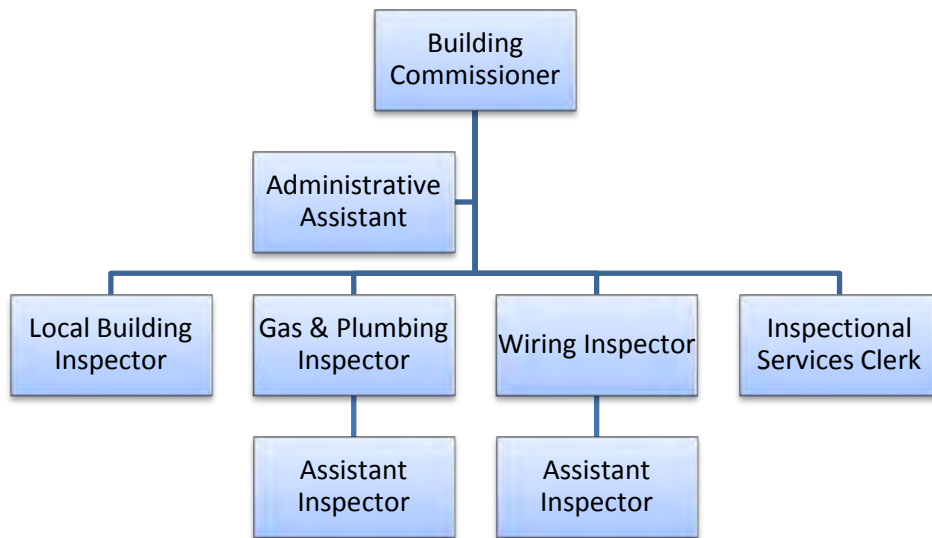 Building
Commissioner
Administrative
Assistant
Local Building
Inspector
Gas & Plumbing
Inspector
Wiring Inspector
Inspectional
Services Clerk
Assistant
Inspector
Assistant
Inspector